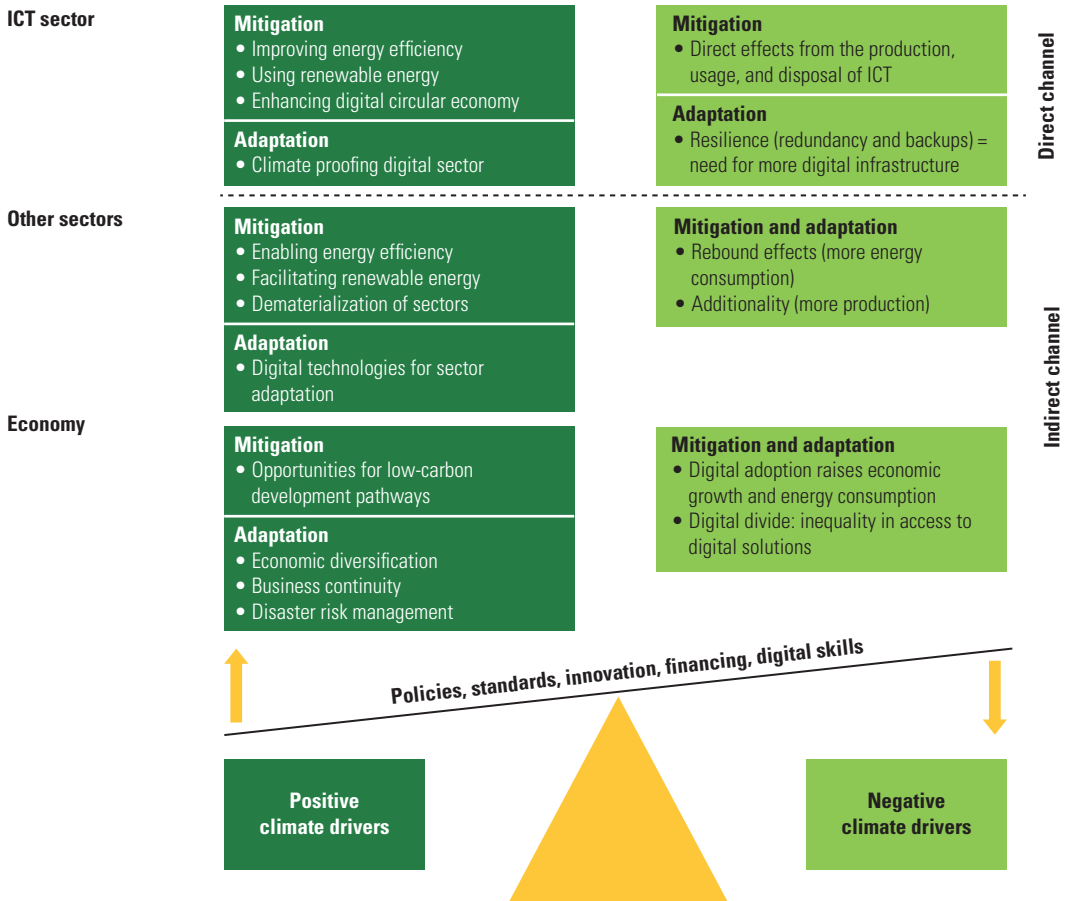 ICT sector
Mitigation
• Improving energy efficiency
• Using renewable energy
• Enhancing digital circular economy
Adaptation
• Climate proofing digital sector
Mitigation
• Direct effects from the production,
usage, and disposal of ICT
Adaptation
• Resilience (redundancy and backups) =
need for more digital infrastructure
Direct channel
Other sectors
Mitigation
• Enabling energy efficiency
• Facilitating renewable energy
• Dematerialization of sectors
Adaptation
• Digital technologies for sector
adaptation
Mitigation and adaptation
• Rebound effects (more energy
consumption)
• Additionality (more production)
Indirect channel
Economy
Mitigation
• Opportunities for low-carbon
development pathways
Adaptation
• Economic diversification
• Business continuity
• Disaster risk management
Mitigation and adaptation
• Digital adoption raises economic
growth and energy consumption
• Digital divide: inequality in access to
digital solutions
Policies, standards, innovation, financing, digital skills
Positive
climate drivers
Negative
climate drivers